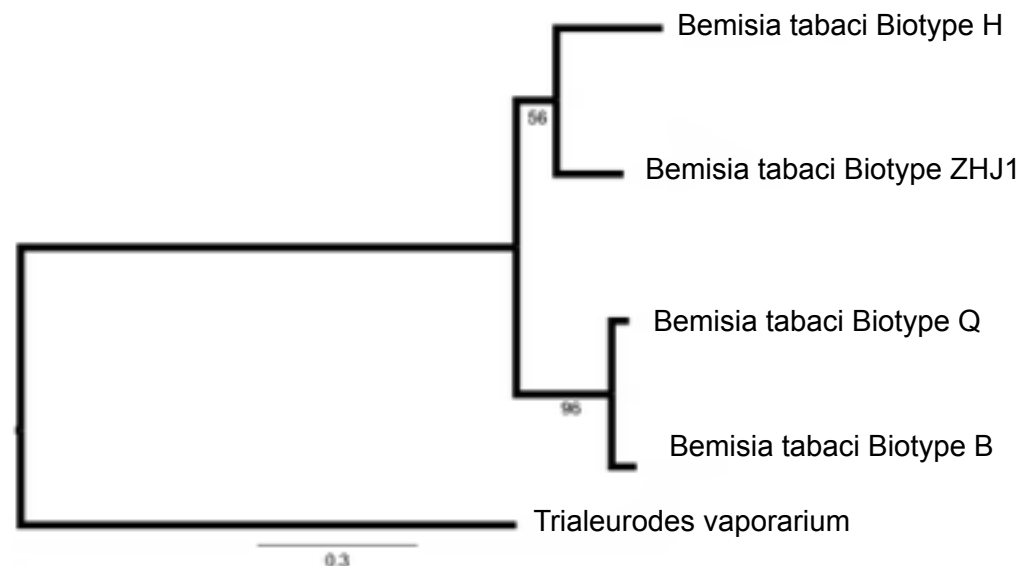 Bemisia tabaci Biotype H
56
Bemisia tabaci Biotype ZHJ1
Bemisia tabaci Biotype Q
96
Bemisia tabaci Biotype B
Trialeurodes vaporarium
0.3